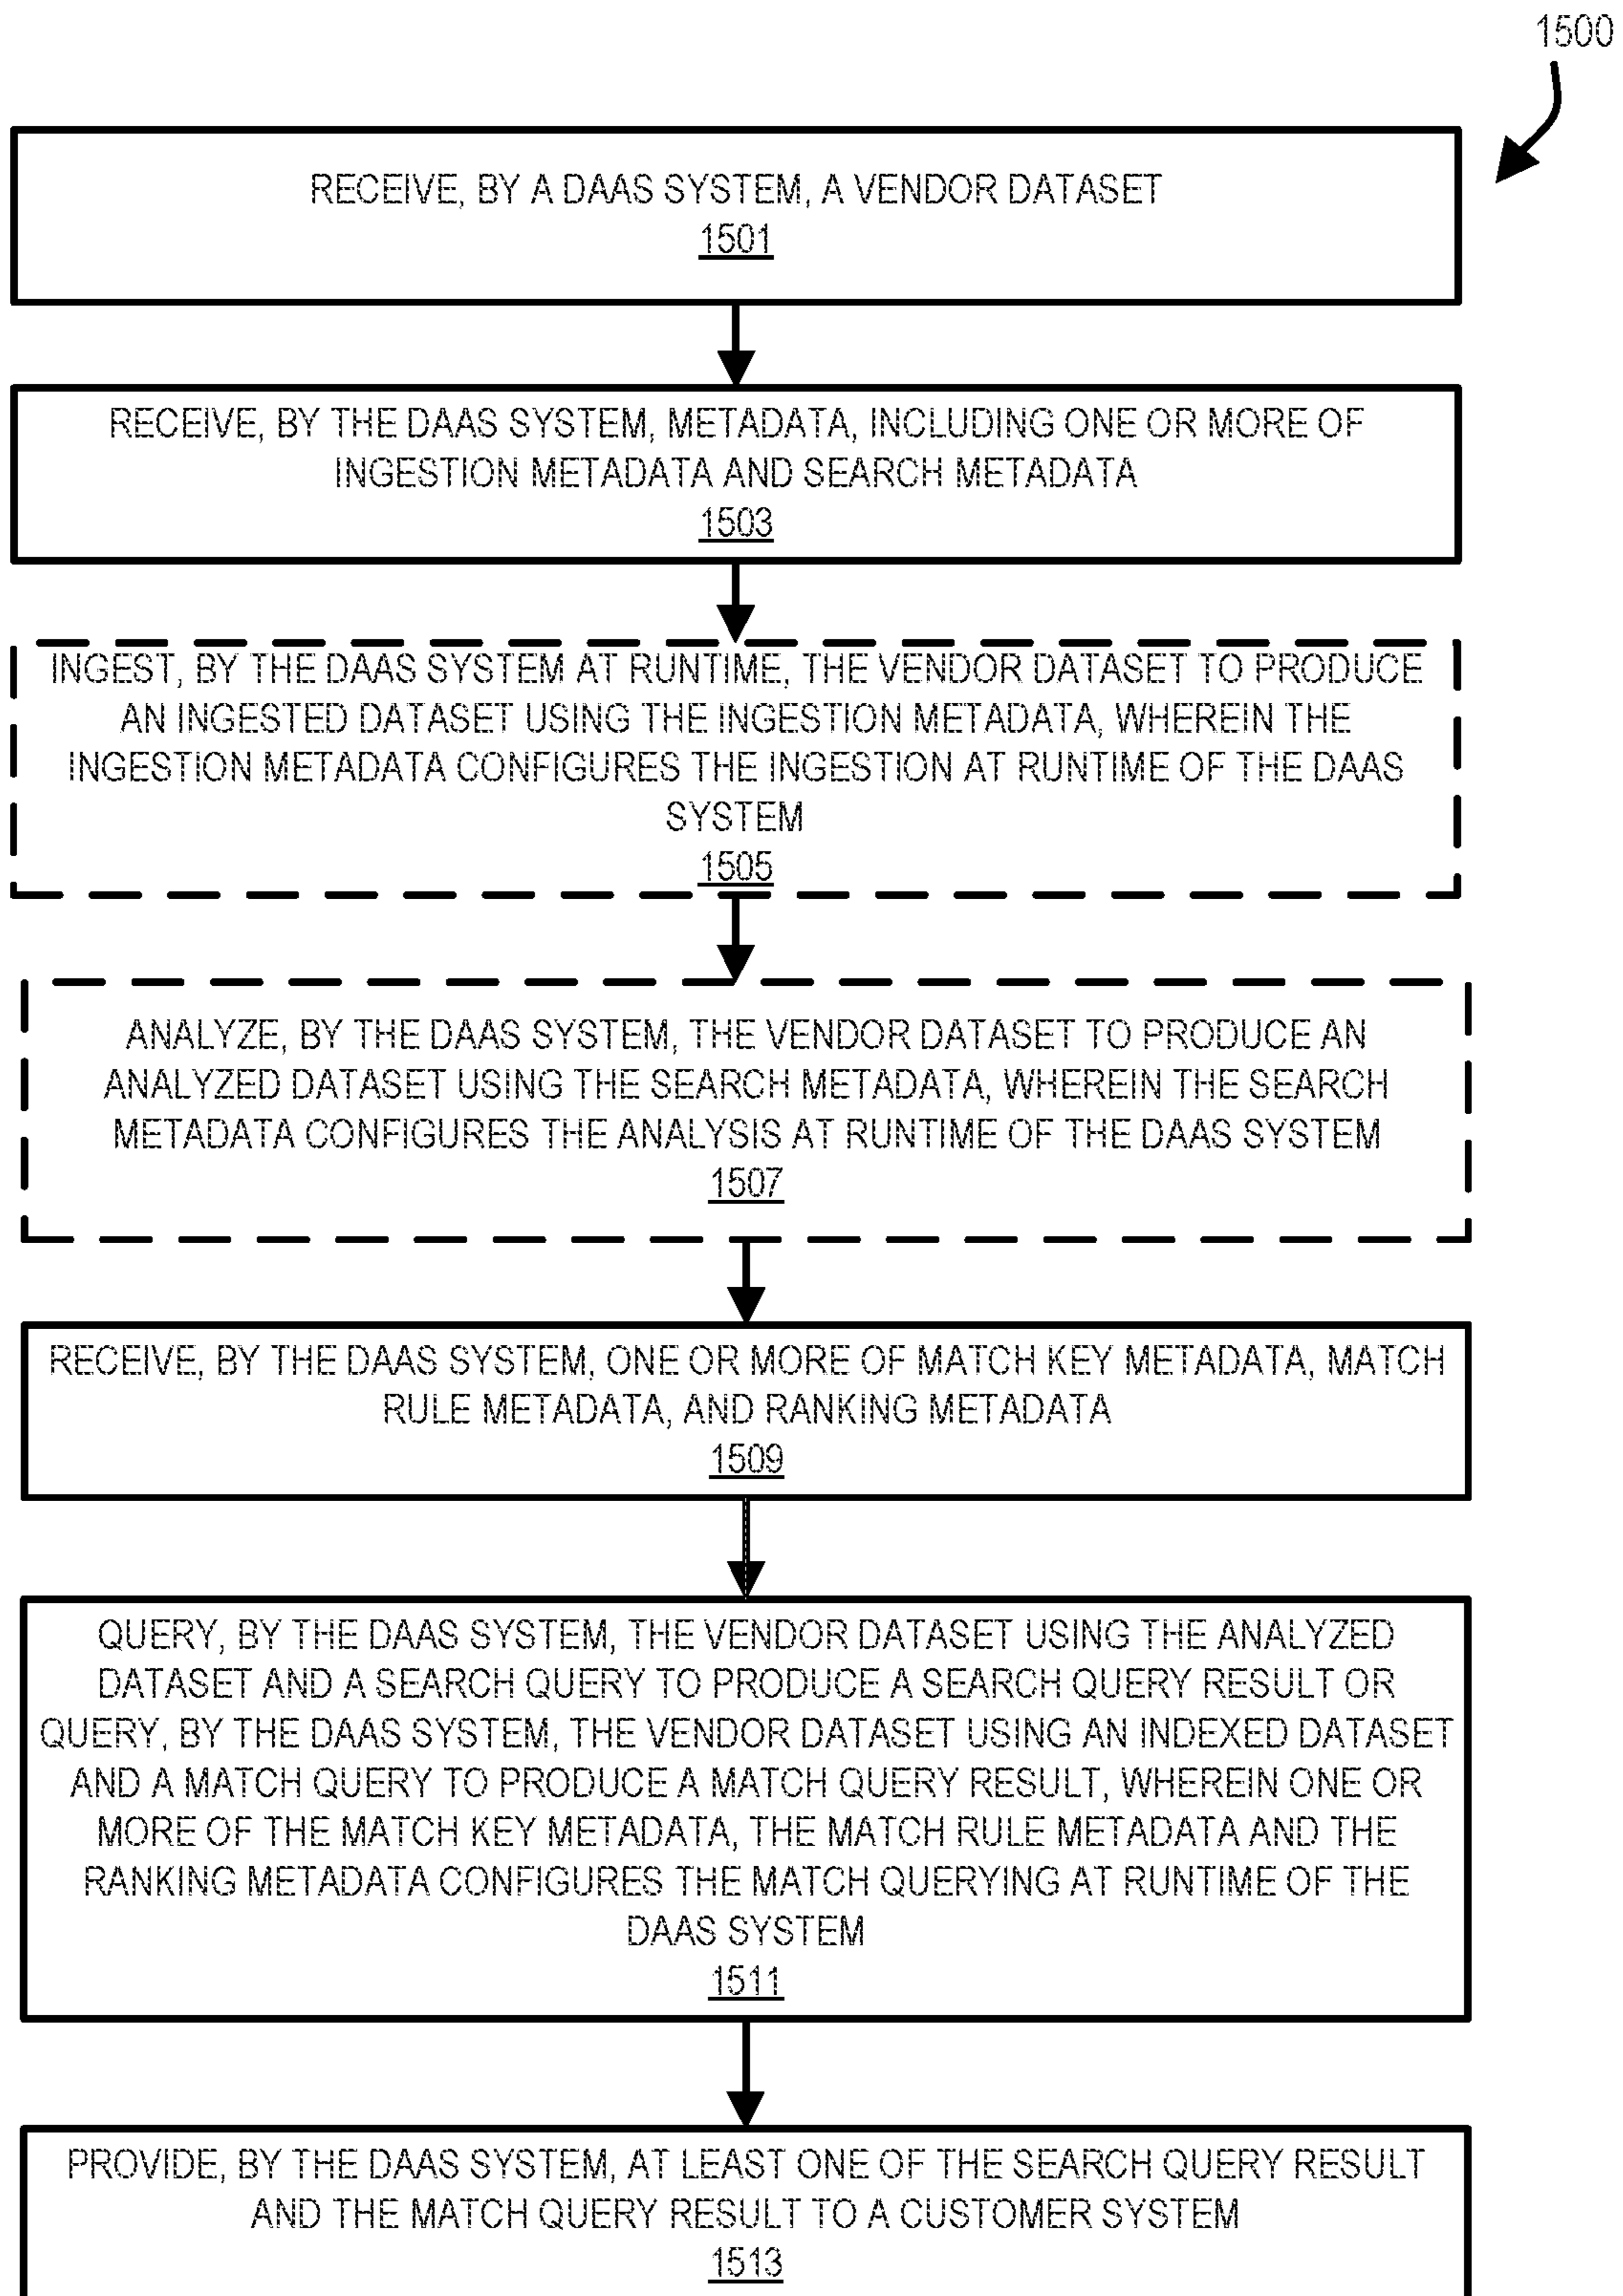 1500
RECEIVE, BY A DAAS SYSTEM, A VENDOR DATASET
1501
RECEIVE, BY THE DAAS SYSTEM, METADATA, INCLUDING ONE OR MORE OF
INGESTION METADATA AND SEARCH METADATA
1503
INGEST, BY THE DAAS SYSTEM AT RUNTIME, THE VENDOR DATASET TO PRODUCE
AN INGESTED DATASET USING THE INGESTION METADATA, WHEREIN THE
INGESTION METADATA CONFIGURES THE INGESTION AT RUNTIME OF THE DAAS
SYSTEM
1505
ANALYZE, BY THE DAAS SYSTEM, THE VENDOR DATASET TO PRODUCE AN
ANALYZED DATASET USING THE SEARCH METADATA, WHEREIN THE SEARCH
METADATA CONFIGURES THE ANALYSIS AT RUNTIME OF THE DAAS SYSTEM
1507
RECEIVE, BY THE DAAS SYSTEM, ONE OR MORE OF MATCH KEY METADATA, MATCH
RULE METADATA, AND RANKING METADATA
1509
QUERY, BY THE DAAS SYSTEM, THE VENDOR DATASET USING THE ANALYZED
DATASET AND A SEARCH QUERY TO PRODUCE A SEARCH QUERY RESULT OR
QUERY, BY THE DAAS SYSTEM, THE VENDOR DATASET USING AN INDEXED DATASET
AND A MATCH QUERY TO PRODUCE A MATCH QUERY RESULT, WHEREIN ONE OR
MORE OF THE MATCH KEY METADATA, THE MATCH RULE METADATA AND THE
RANKING METADATA CONFIGURES THE MATCH QUERYING AT RUNTIME OF THE
DAAS SYSTEM
1511
PROVIDE, BY THE DAAS SYSTEM, AT LEAST ONE OF THE SEARCH QUERY RESULT
AND THE MATCH QUERY RESULT TO A CUSTOMER SYSTEM
1513